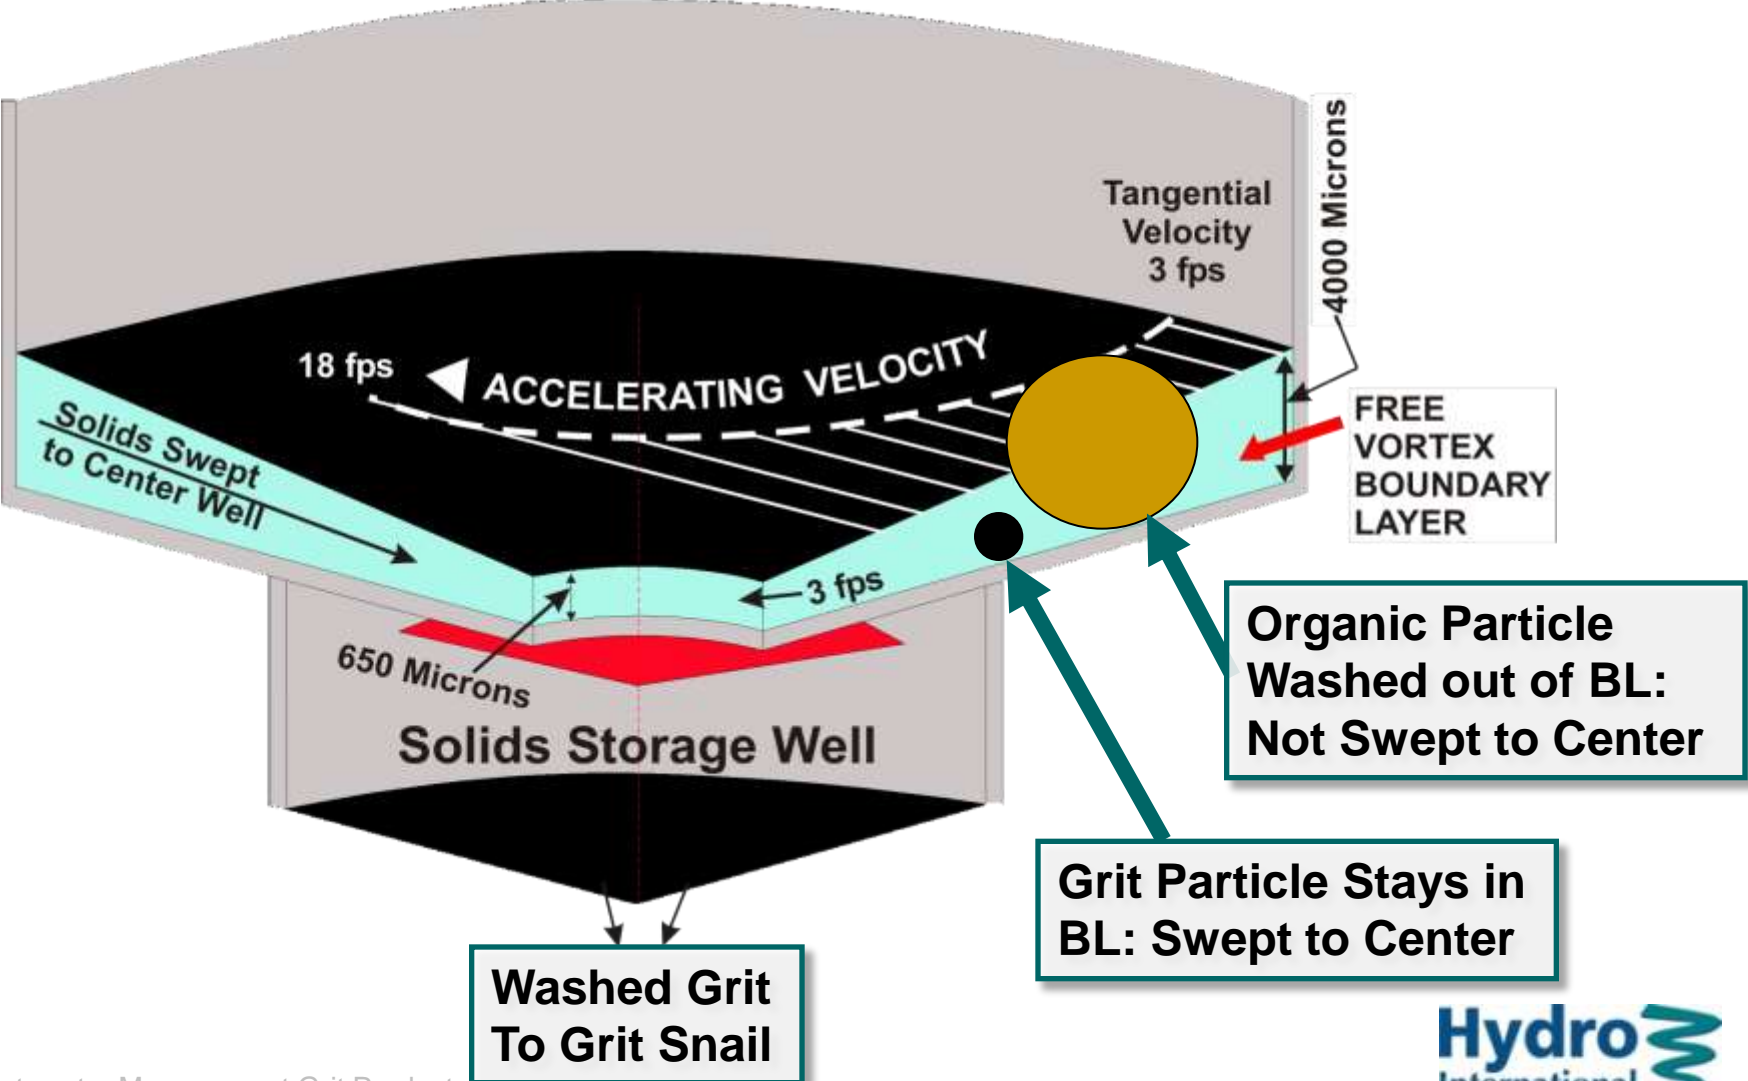 4000 Microns
Tangential
Velocity
3 fps
18 fps
ACCELERATING VELOCITY
Solids Swept
to Center Well
FREE
VORTEX
BOUNDARY
LAYER
3 fps
650 Microns
Organic Particle
Washed out of BL:
Not Swept to Center
Solids Storage Well
Grit Particle Stays in
BL: Swept to Center
Washed Grit
To Grit Snail
Hydro
International